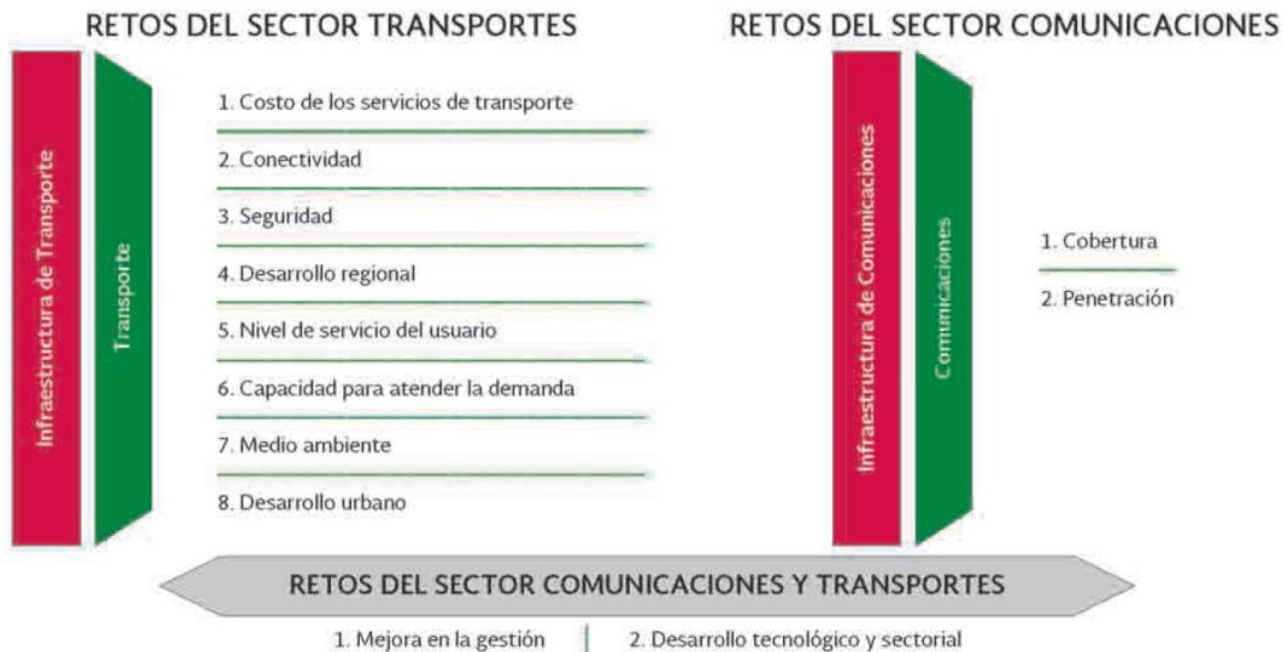 RETOS DEL SECTOR TRANSPORTES
Infraestructura de Transporte
Transporte
1. Costo de los servicios de transporte
2. Conectividad
3. Seguridad
4. Desarrollo regional
5. Nivel de servicio del usuario
6. Capacidad para atender la demanda
7. Medio ambiente
8. Desarrollo urbano
RETOS DEL SECTOR COMUNICACIONES
Infraestructura de Comunicaciones
Comunicaciones
1. Cobertura
2. Penetración
RETOS DEL SECTOR COMUNICACIONES Y TRANSPORTES
1. Mejora en la gestión
2. Desarrollo tecnológico y sectorial